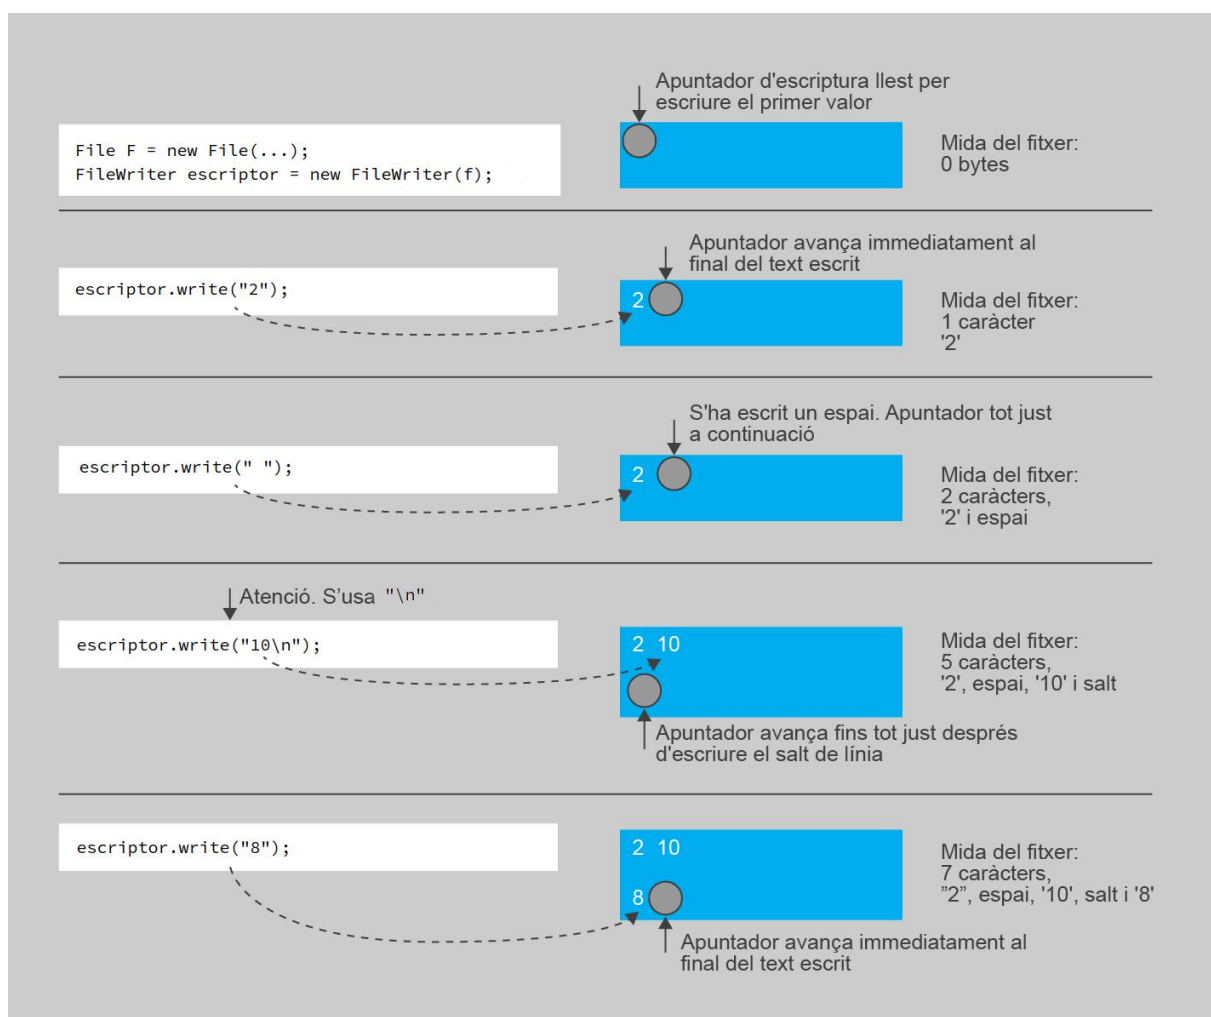 Apuntador d'escriptura llest per
escriure el primer valor
File F = new File(...);
FileWriter escriptor = new FileWriter(f);
Mida del fitxer:
0 bytes
Apuntador avança immediatament al
final del text escrit
escriptor.write("2");
2
Mida del fitxer:
1 caràcter
'2'
S'ha escrit un espai. Apuntador tot just
a continuació
escriptor.write(" ");
2
Mida del fitxer:
2 caràcters,
'2' i espai
Atenció. S'usa "\n"
escriptor.write("10\n");
2 10
Mida del fitxer:
5 caràcters,
'2', espai, '10' i salt
Apuntador avança fins tot just després
d'escriure el salt de línia
escriptor.write("8");
2 10
8
Mida del fitxer:
7 caràcters,
”2”, espai, '10', salt i '8'
Apuntador avança immediatament al
final del text escrit